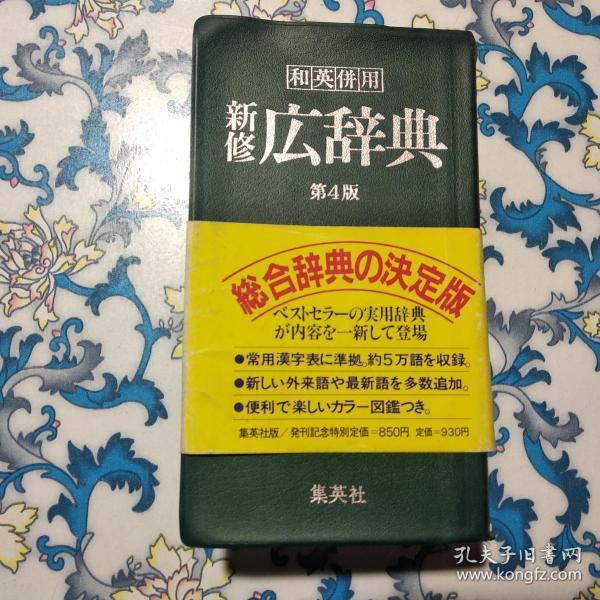 和英併用
新修広辞典
第4版
総合辞典の決定版
ベストセラーの実用辞典
が内容を一新して登場
●常用漢字表に準拠。約5万語を収録。
●新しい外来語や最新語を多数追加。
●便利で楽しいカラー図鑑つき。
集英社版/発刊記念特別定価=850円 定価=930円
集英社
孔夫子旧书网
www.kongfz.com